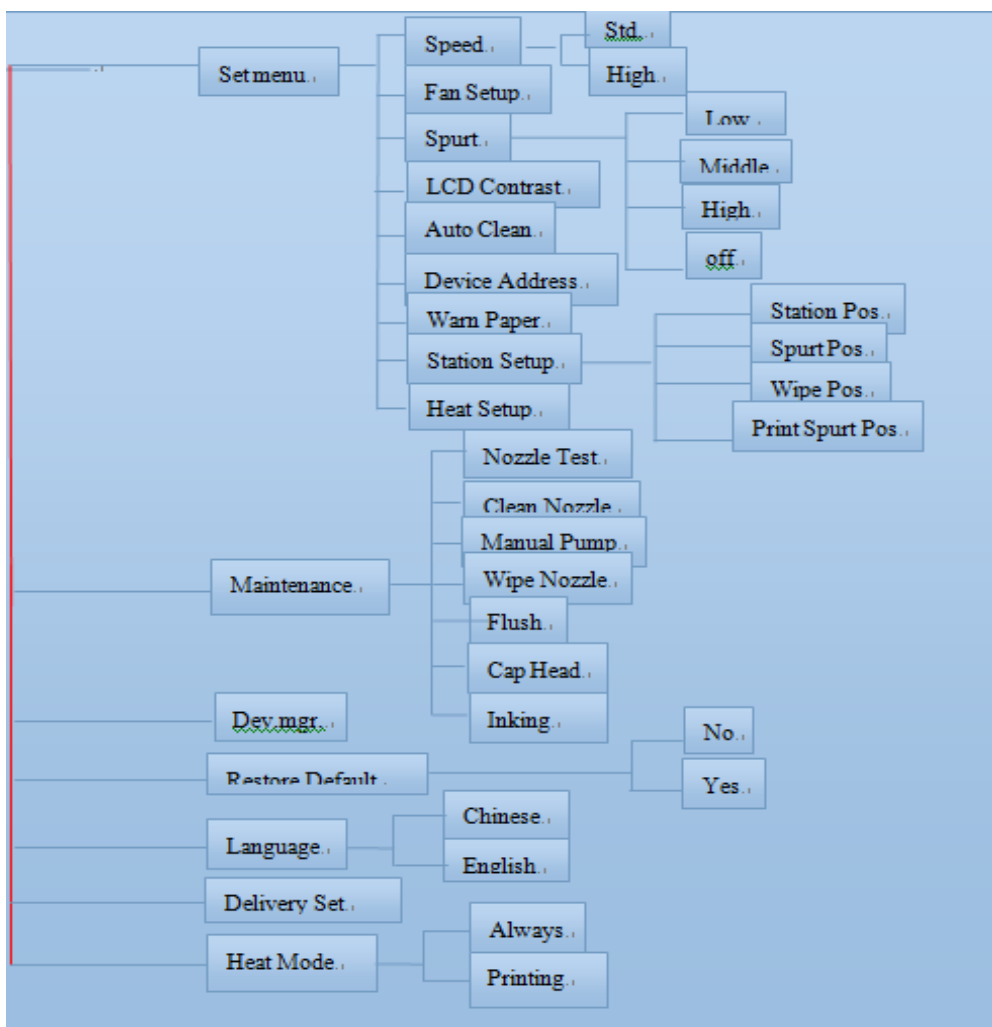 Set menu.
Speed.
Std.
High.
Fan Setup.
Spurt.
Low.
Middle.
High.
off.
LCD Contrast.
Auto Clean.
Device Address.
Warn Paper.
Station Setup.
Station Pos.
Spurt Pos.
Wipe Pos.
Print Spurt Pos.
Heat Setup.
Maintenance.
Nozzle Test.
Clean Nozzle.
Manual Pump.
Wipe Nozzle.
Flush.
Cap Head.
Inking.
Dev.mgr.
Restore Default.
No.
Yes.
Language.
Chinese.
English.
Delivery Set.
Heat Mode.
Always.
Printing.